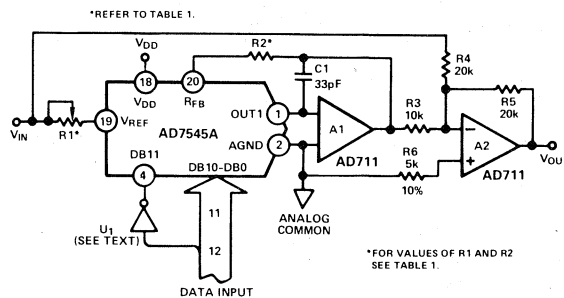 *REFER TO TABLE 1.
VDD
R2*
R4
20k
C1
33pF
18
20
VDD
RFB
R5
20k
OUT1
1
R3
10k
VIN
R1*
19
VREF
AD7545A
A1
AGND
2
AD711
A2
VOU
DB11
R6
5k
10%
AD711
4
DB10-DB0
ANALOG
COMMON
U1
(SEE TEXT)
11
12
*FOR VALUES OF R1 AND R2
SEE TABLE 1.
DATA INPUT